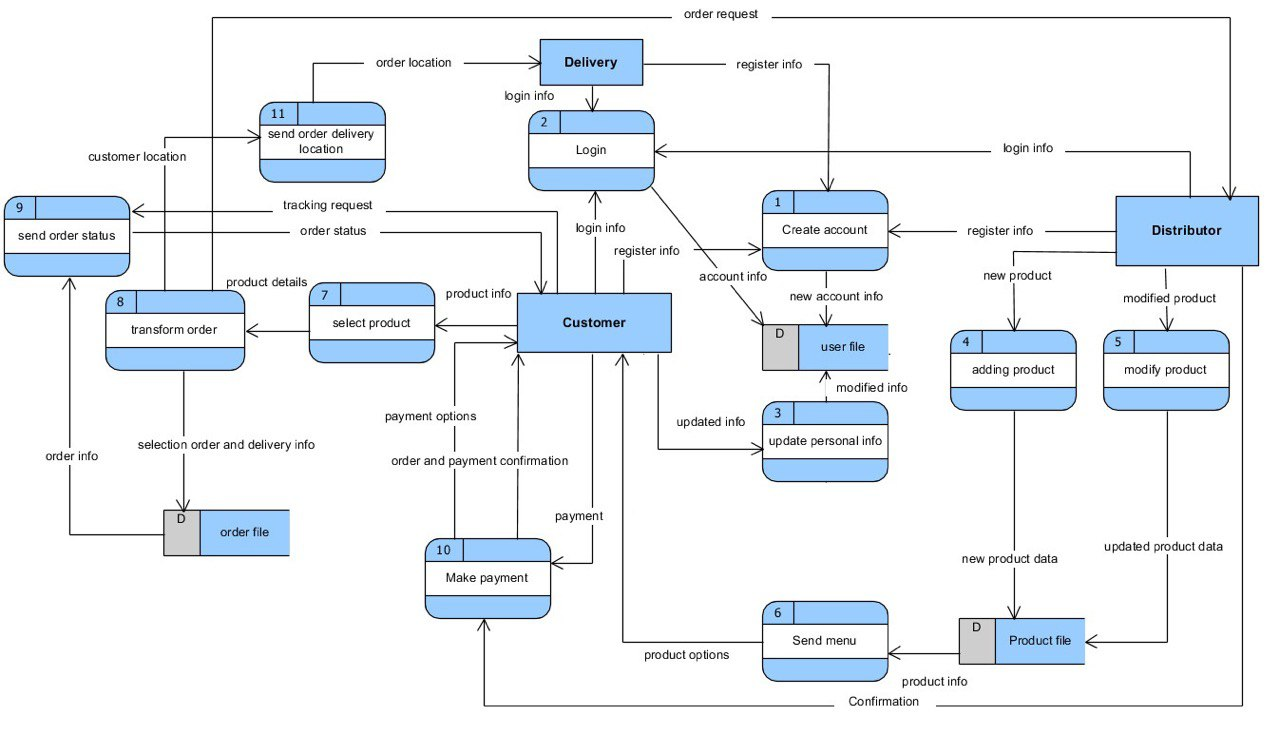 order request
order location
Delivery
register info
login info
11
send order delivery
location
2
Login
customer location
login info
9
send order status
tracking request
order status
login info
register info
1
Create account
register info
Distributor
account info
new account info
new product
modified product
product details
8
transform order
7
select product
product info
Customer
D
user file
modified info
4
adding product
5
modify product
payment options
updated info
3
update personal info
selection order and delivery info
order info
order and payment confirmation
D
order file
payment
10
Make payment
new product data
updated product data
6
Send menu
D
Product file
product options
product info
Confirmation